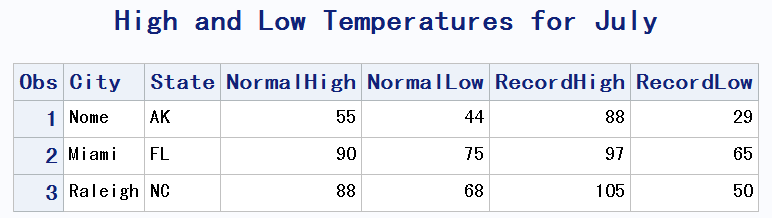 High and Low Temperatures for July
Obs City State NormalHigh NormalLow RecordHigh RecordLow
1 Nome AK 55 44 88 29
2 Miami FL 90 75 97 65
3 Raleigh NC 88 68 105 50